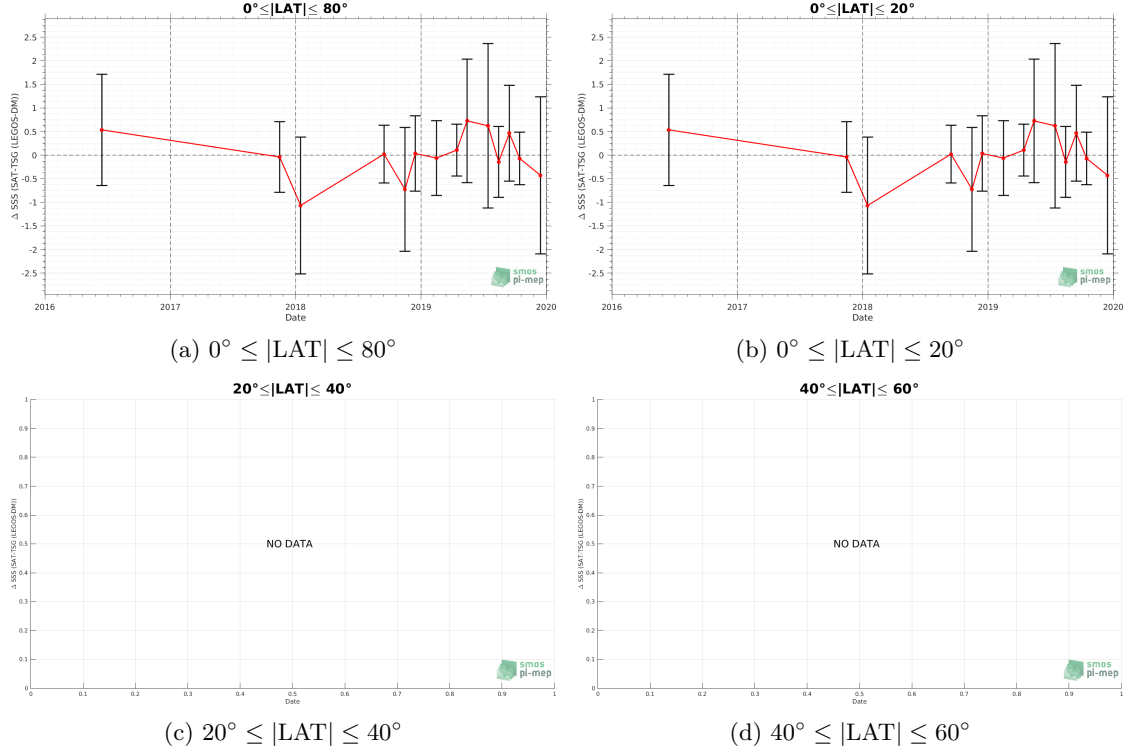 0°≤|LAT|≤ 80°
Δ SSS (SAT-TSG (LEGOS-DM))
2.5
2
1.5
1
0.5
0
-0.5
-1
-1.5
-2
-2.5
2016 2017 2018 2019 2020
Date
smos
pi-mep
(a) 0° ≤ |LAT| ≤ 80°
0°≤|LAT|≤ 20°
Δ SSS (SAT-TSG (LEGOS-DM))
2.5
2
1.5
1
0.5
0
-0.5
-1
-1.5
-2
-2.5
2016 2017 2018 2019 2020
Date
smos
pi-mep
(b) 0° ≤ |LAT| ≤ 20°
20°≤|LAT|≤ 40°
Δ SSS (SAT-TSG (LEGOS-DM))
1
0.9
0.8
0.7
0.6
0.5
0.4
0.3
0.2
0.1
0
NO DATA
0 0.1 0.2 0.3 0.4 0.5 0.6 0.7 0.8 0.9 1
Date
smos
pi-mep
(c) 20° ≤ |LAT| ≤ 40°
40°≤|LAT|≤ 60°
Δ SSS (SAT-TSG (LEGOS-DM))
1
0.9
0.8
0.7
0.6
0.5
0.4
0.3
0.2
0.1
0
NO DATA
0 0.1 0.2 0.3 0.4 0.5 0.6 0.7 0.8 0.9 1
Date
smos
pi-mep
(d) 40° ≤ |LAT| ≤ 60°